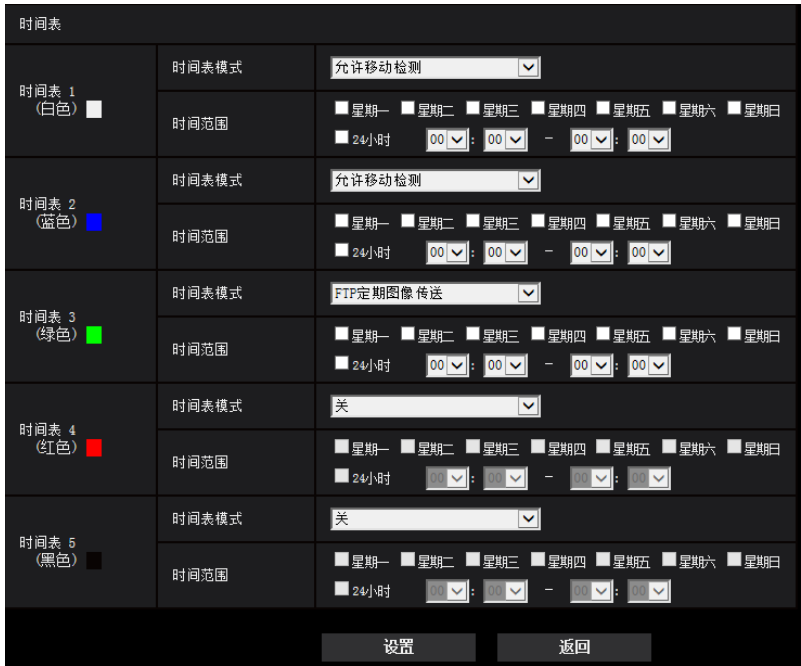 时间表
时间表 1
(白色)
时间表模式
允许移动检测
时间范围
星期一 星期二 星期三 星期四 星期五 星期六 星期日
24小时 00 : 00 - 00 : 00
时间表 2
(蓝色)
时间表模式
允许移动检测
时间范围
星期一 星期二 星期三 星期四 星期五 星期六 星期日
24小时 00 : 00 - 00 : 00
时间表 3
(绿色)
时间表模式
FTP定期图像传送
时间范围
星期一 星期二 星期三 星期四 星期五 星期六 星期日
24小时 00 : 00 - 00 : 00
时间表 4
(红色)
时间表模式
关
时间范围
星期一 星期二 星期三 星期四 星期五 星期六 星期日
24小时 00 : 00 - 00 : 00
时间表 5
(黑色)
时间表模式
关
时间范围
星期一 星期二 星期三 星期四 星期五 星期六 星期日
24小时 00 : 00 - 00 : 00
设置 返回